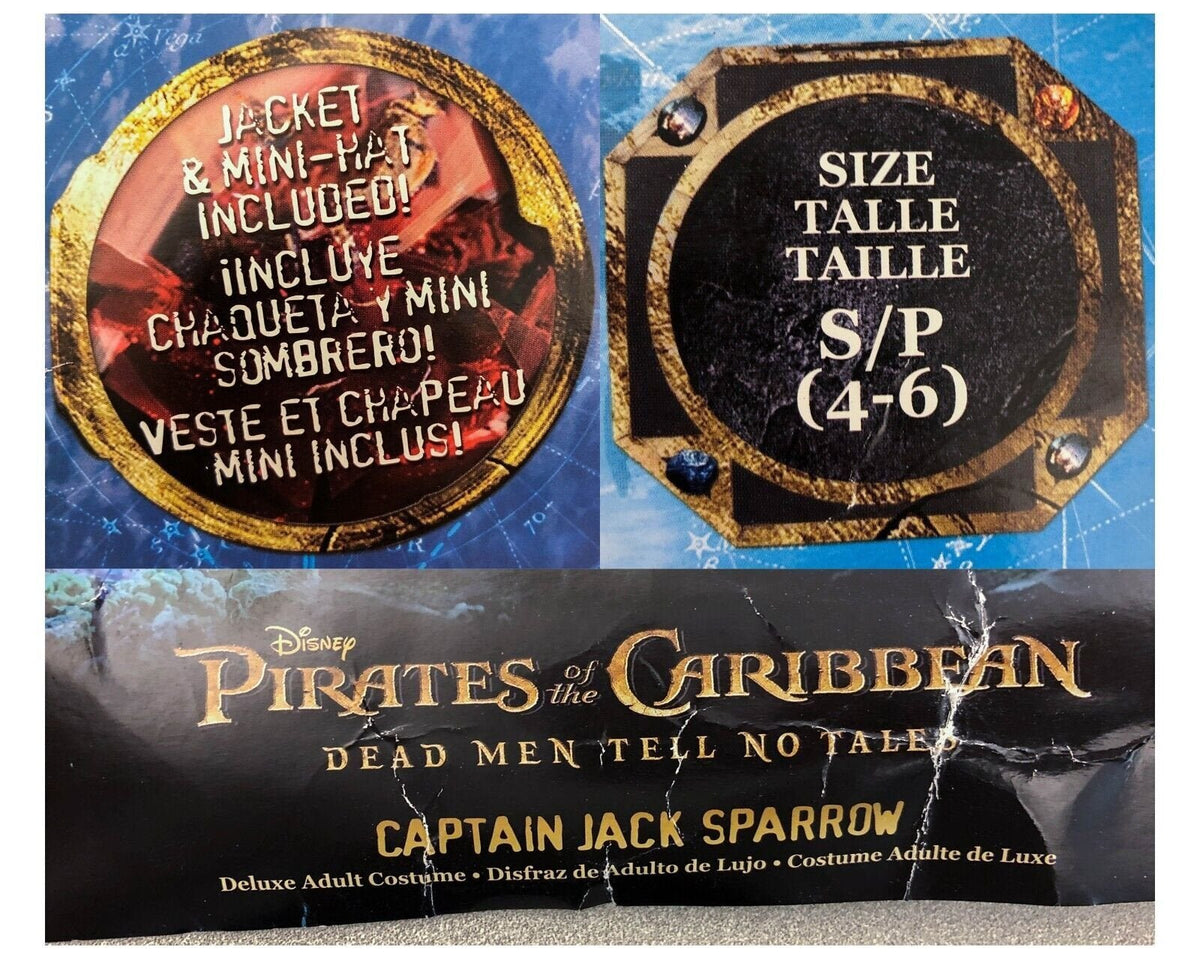 Vega
JACKET
& MINI-HAT
INCLUDED!
¡INCLUYE
CHAQUETA Y MINI
SOMBRERO!
VESTE ET CHAPEAU
MINI INCLUS!
70
SIZE
TALLE
TAILLE
S/P
(4-6)
DISNEY
PIRATES of the CARIBBEAN
DEAD MEN TELL NO TALES
CAPTAIN JACK SPARROW
Deluxe Adult Costume • Disfraz de Adulto de Lujo • Costume Adulte de Luxe